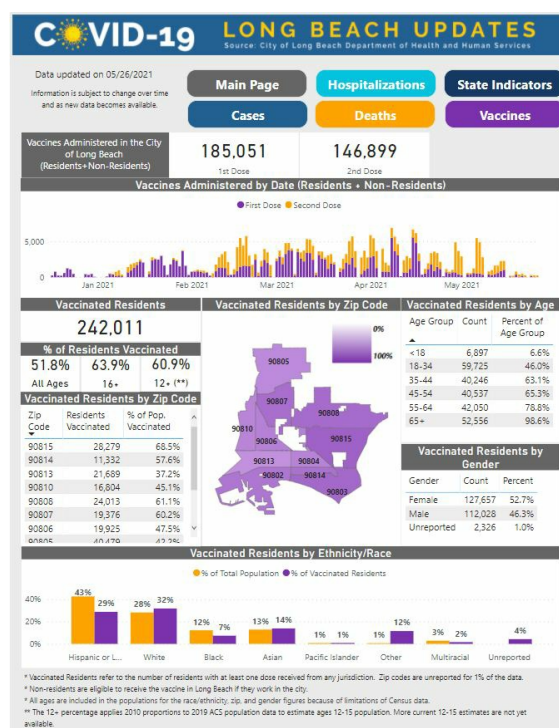 COVID-19
LONG BEACH UPDATES
Source: City of Long Beach Department of Health and Human Services
Data updated on 05/26/2021
Information is subject to change over time
and as new data becomes available.
Main Page
Hospitalizations
State Indicators
Cases
Deaths
Vaccines
Vaccines Administered in the City
of Long Beach
(Residents+Non-Residents)
185,051
1st Dose
146,899
2nd Dose
Vaccines Administered by Date (Residents + Non-Residents)
First Dose Second Dose
5,000
0
Jan 2021 Feb 2021 Mar 2021 Apr 2021 May 2021
Vaccinated Residents
242,011
% of Residents Vaccinated
51.8% 63.9% 60.9%
All Ages 16+ 12+ (**)
Vaccinated Residents by Zip Code
Zip Code Residents Vaccinated % of Pop. Vaccinated
90815 28,279 68.5%
90814 11,332 57.6%
90813 21,689 37.2%
90810 16,804 45.1%
90808 24,013 61.1%
90807 19,376 60.2%
90806 19,925 47.5%
90805 40,479 42.2%
Vaccinated Residents by Zip Code
0%
100%
90805
90807
90808
90810
90806
90815
90813
90804
90802
90814
90803
Vaccinated Residents by Age
Age Group Count Percent of Age Group
<18 6,897 6.6%
18-34 59,725 46.0%
35-44 40,246 63.1%
45-54 40,537 65.3%
55-64 42,050 78.8%
65+ 52,556 98.6%
Vaccinated Residents by
Gender
Gender Count Percent
Female 127,657 52.7%
Male 112,028 46.3%
Unreported 2,326 1.0%
Vaccinated Residents by Ethnicity/Race
% of Total Population % of Vaccinated Residents
40%
20%
0%
43% 29% 28% 32% 12% 7% 13% 14% 1% 1% 1% 12% 3% 2% 4%
Hispanic or L... White Black Asian Pacific Islander Other Multiracial Unreported
* Vaccinated Residents refer to the number of residents with at least one dose received from any jurisdiction. Zip codes are unreported for 1% of the data.
* Non-residents are eligible to receive the vaccine in Long Beach if they work in the city.
* All ages are included in the populations for the race/ethnicity, zip, and gender figures because of limitations of Census data.
** The 12+ percentage applies 2010 proportions to 2019 ACS population data to estimate ages 12-15 population. More current 12-15 estimates are not yet
available.